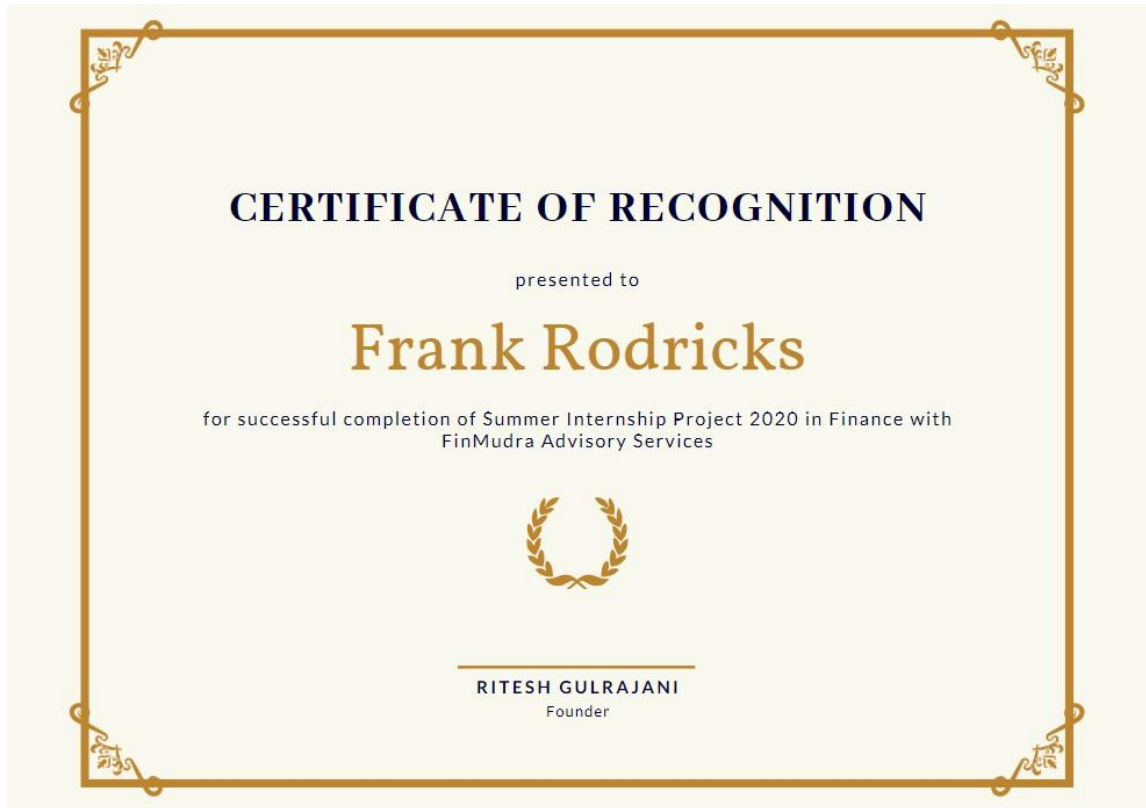 CERTIFICATE OF RECOGNITION
presented to
Frank Rodricks
for successful completion of Summer Internship Project 2020 in Finance with
FinMudra Advisory Services
RITESH GULRAJANI
Founder